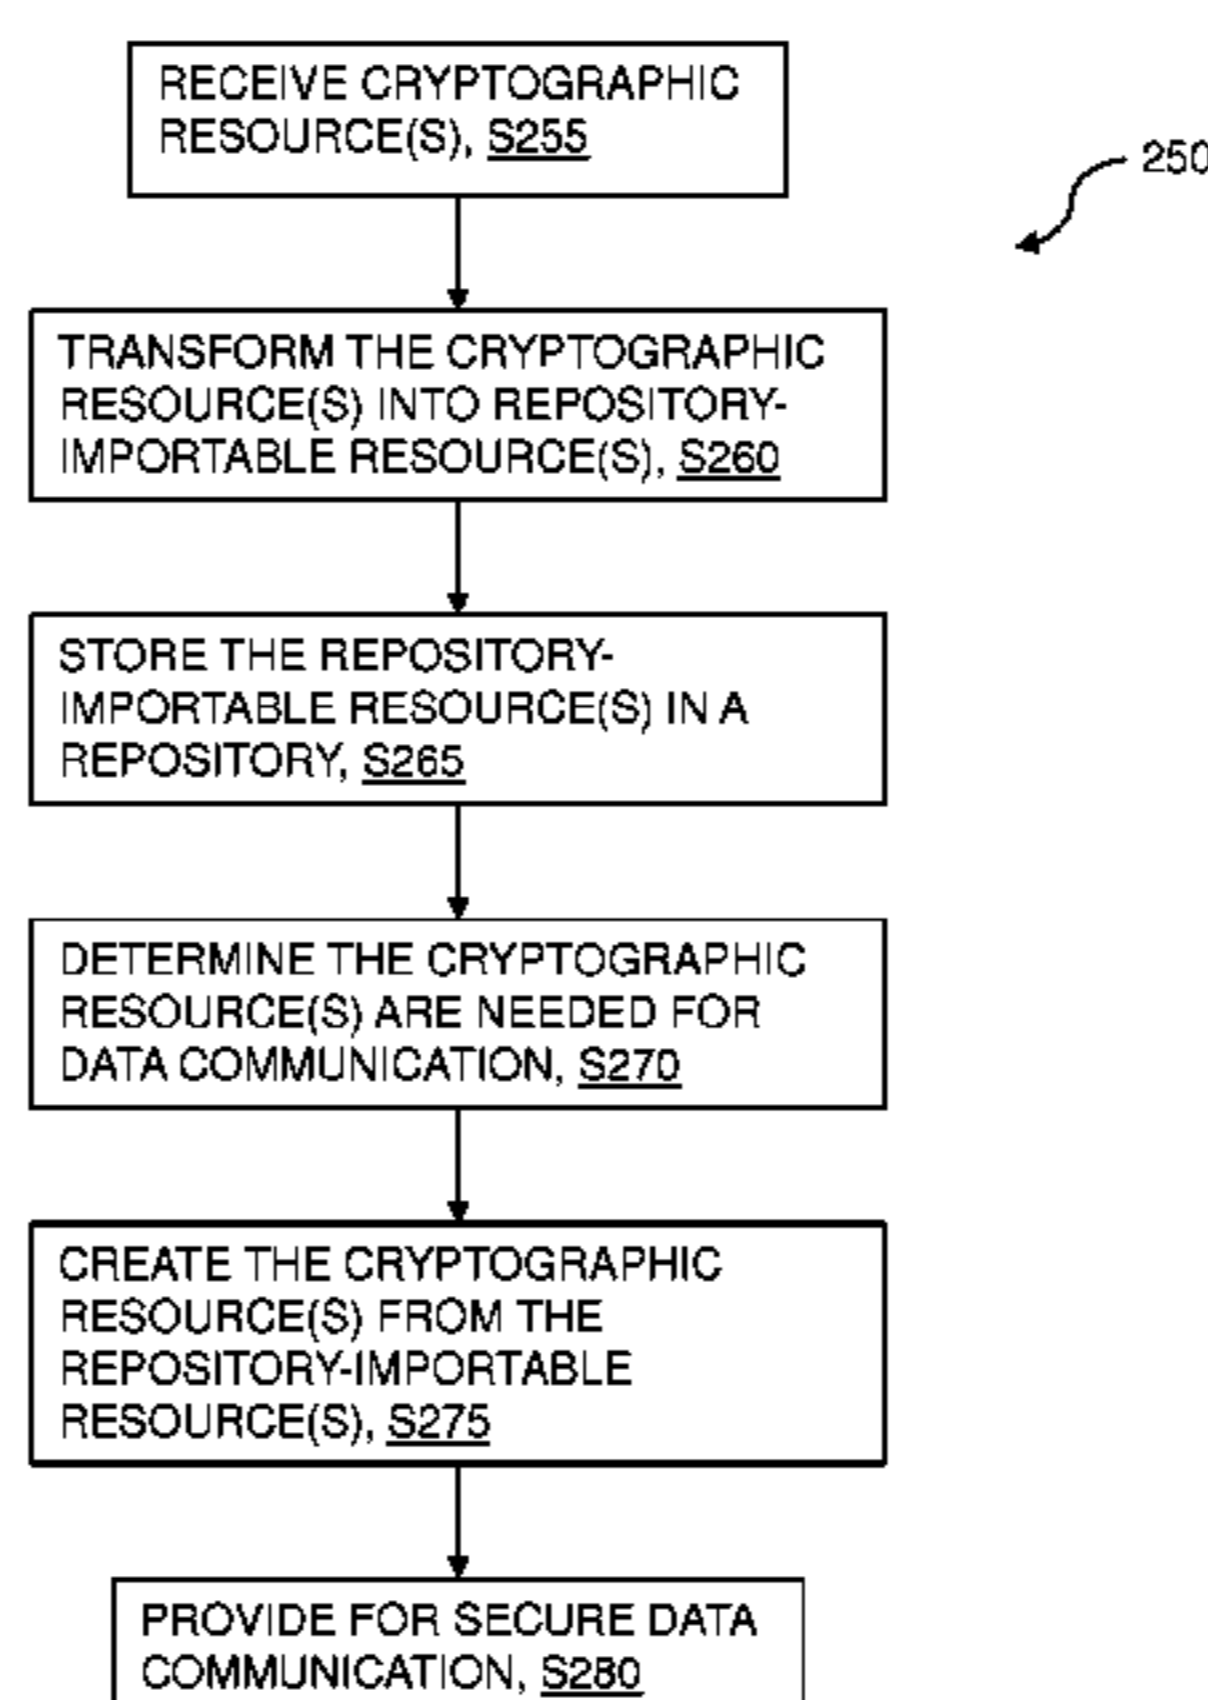 RECEIVE CRYPTOGRAPHIC
RESOURCE(S), S255
250
TRANSFORM THE CRYPTOGRAPHIC
RESOURCE(S) INTO REPOSITORY-
IMPORTABLE RESOURCE(S), S260
STORE THE REPOSITORY-
IMPORTABLE RESOURCE(S) IN A
REPOSITORY, S265
DETERMINE THE CRYPTOGRAPHIC
RESOURCE(S) ARE NEEDED FOR
DATA COMMUNICATION, S270
CREATE THE CRYPTOGRAPHIC
RESOURCE(S) FROM THE
REPOSITORY-IMPORTABLE
RESOURCE(S), S275
PROVIDE FOR SECURE DATA
COMMUNICATION, S280